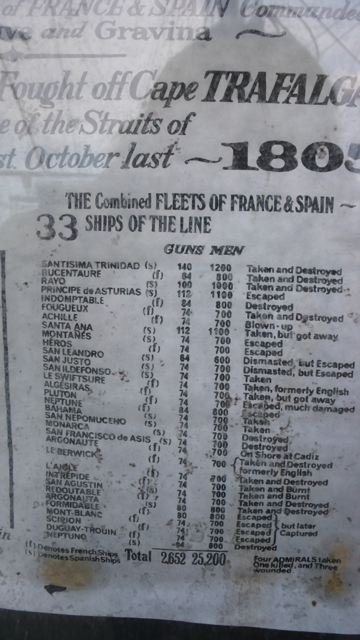 of FRANCE & SPAIN Commande
ve and Gravina ~
Fought off Cape TRAFALGA
e of the Straits of
st October last ~ 1805
THE Combined FLEETS OF FRANCE & SPAIN ~
33 SHIPS OF THE LINE
GUNS MEN
SANTISIMA TRINIDAD (s) 140 1200 Taken and Destroyed
BUCENTAURE (f) 84 800 Taken and Destroyed
RAYO (s) 100 1000 Taken and Destroyed
PRINCIPE de ASTURIAS (s) 112 1100 Escaped
INDOMPTABLE (f) 84 800 Destroyed
FOUGUEUX (f) 74 700 Taken and Destroyed
ACHILLE (f) 74 700 Blown-up
SANTA ANA (s) 112 1100 Taken, but got away
MONTAÑES (s) 74 700 Escaped
HÉROS (f) 74 700 Escaped
SAN LEANDRO (s) 64 600 Dismasted, but Escaped
SAN JUSTO (s) 74 700 Dismasted, but Escaped
SAN ILDEFONSO (s) 74 700 Taken
LE SWIFTSURE (f) 74 700 Taken, formerly English
ALGÉSIRAS (f) 74 700 Taken, but got away
PLUTON (f) 74 700 Escaped, much damaged
NEPTUNE (f) 84 800 Escaped
BAHAMA (s) 74 700 Taken
SAN NEPOMUCENO (s) 74 700 Taken
MONARCA (s) 74 700 Destroyed
SAN FRANCISCO de ASIS (s) 74 700 Destroyed
ARGONAUTE (f) 74 700 On Shore at Cadiz
LE BERWICK (f) 74 700 Taken and Destroyed
formerly English
L'AIGLE (f) 74 700 Taken and Destroyed
INTREPIDE (f) 74 700 Taken and Burnt
SAN AGUSTIN (s) 74 700 Taken and Burnt
REDOUTABLE (f) 74 700 Taken and Destroyed
ARGONAUTA (s) 80 800 Taken and Destroyed
FORMIDABLE (f) 80 800 Escaped
MONT-BLANC (f) 74 700 Escaped but later
SCIPION (f) 74 700 Escaped Captured
DUGUAY-TROUIN (f) 74 700 Escaped
NEPTUNO (s) 84 800 Destroyed
(f) Denotes French Ships
(s) Denotes Spanish Ships
Total 2,652 25,200
Four ADMIRALS taken
One killed, and Three
wounded